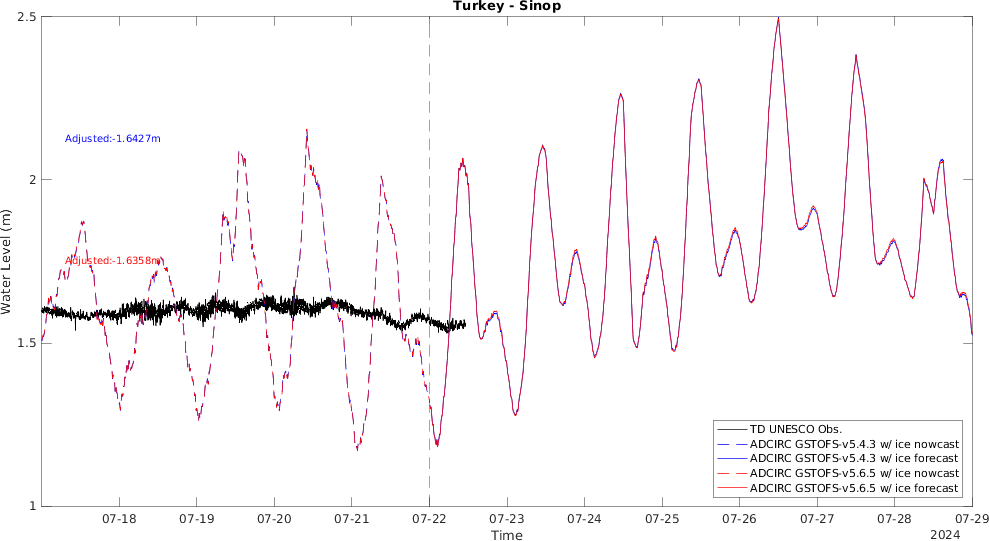 Turkey - Sinop
Water Level (m)
2.5
2
1.5
1
Adjusted:-1.6427m
Adjusted:-1.6358m
TD UNESCO Obs.
ADCIRC GSTOFS-v5.4.3 w/ ice nowcast
ADCIRC GSTOFS-v5.4.3 w/ ice forecast
ADCIRC GSTOFS-v5.6.5 w/ ice nowcast
ADCIRC GSTOFS-v5.6.5 w/ ice forecast
07-18 07-19 07-20 07-21 07-22 07-23 07-24 07-25 07-26 07-27 07-28 07-29
Time
2024